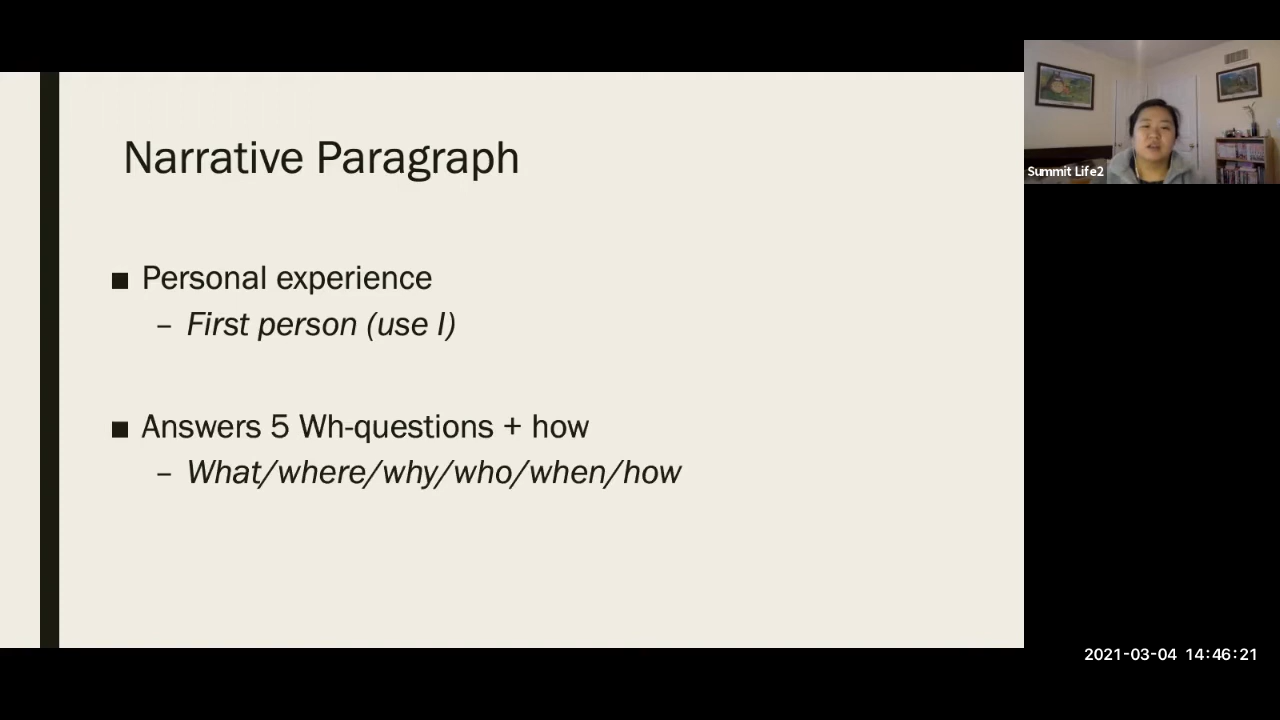 Narrative Paragraph
■ Personal experience
– First person (use I)
■ Answers 5 Wh-questions + how
– What/where/why/who/when/how
Summit Life2
2021-03-04 14:46:21